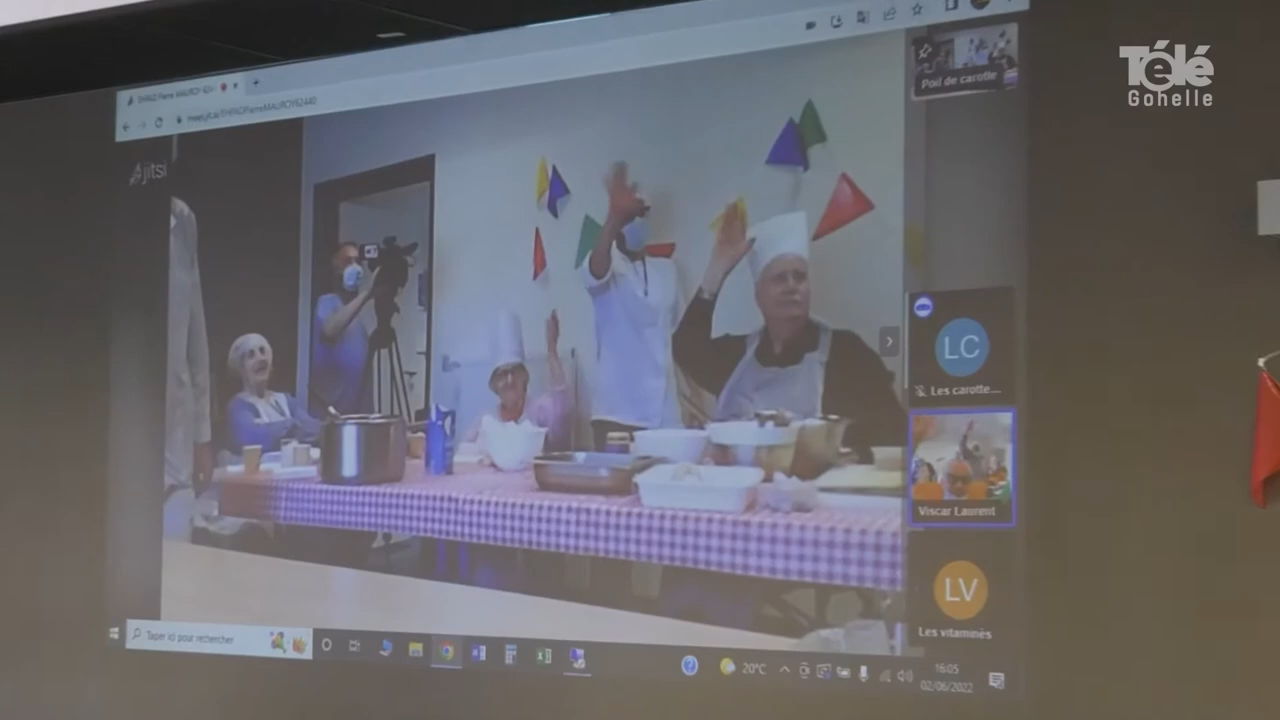 Télé
Gohelle
Poil de carotte
jitsi
LC
Les carotte...
Viscar Laurent
LV
Les vitaminés
Taper ici pour rechercher
20°C
16:05
02/06/2022